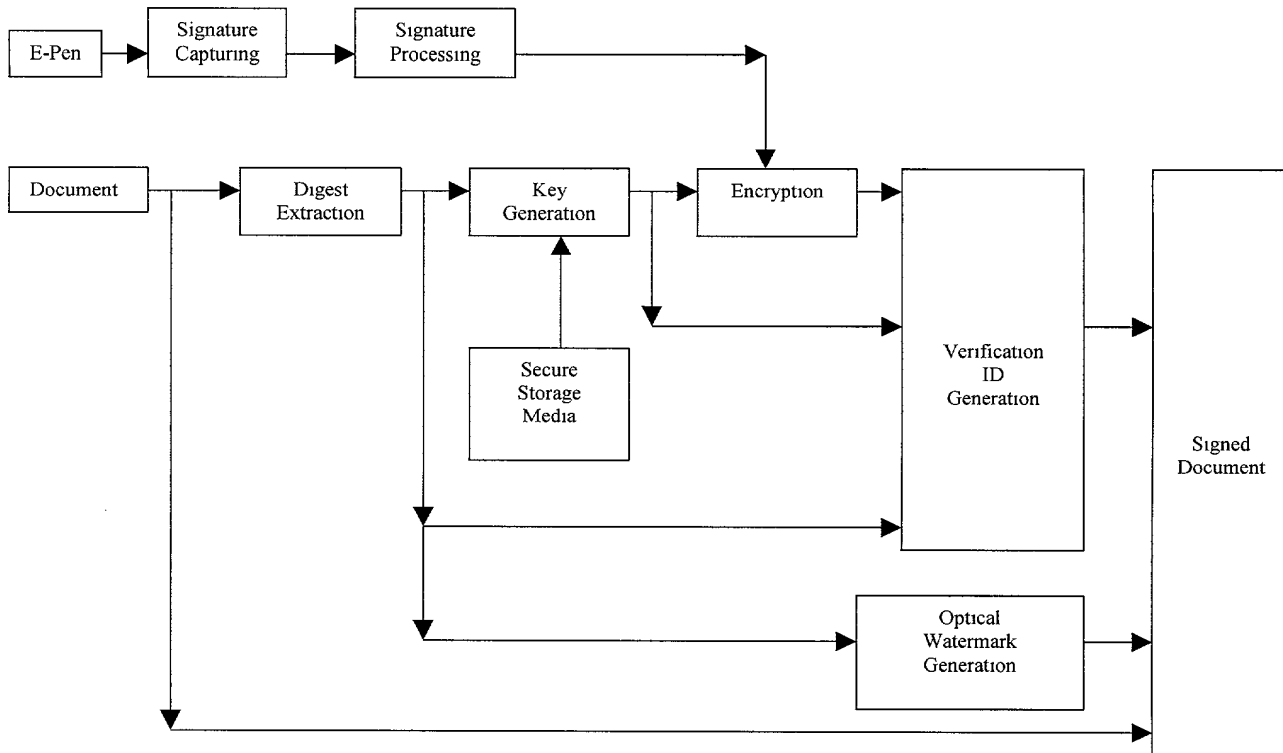 E-Pen
Signature
Capturing
Signature
Processing
Document
Digest
Extraction
Key
Generation
Encryption
Secure
Storage
Media
Verification
ID
Generation
Signed
Document
Optical
Watermark
Generation